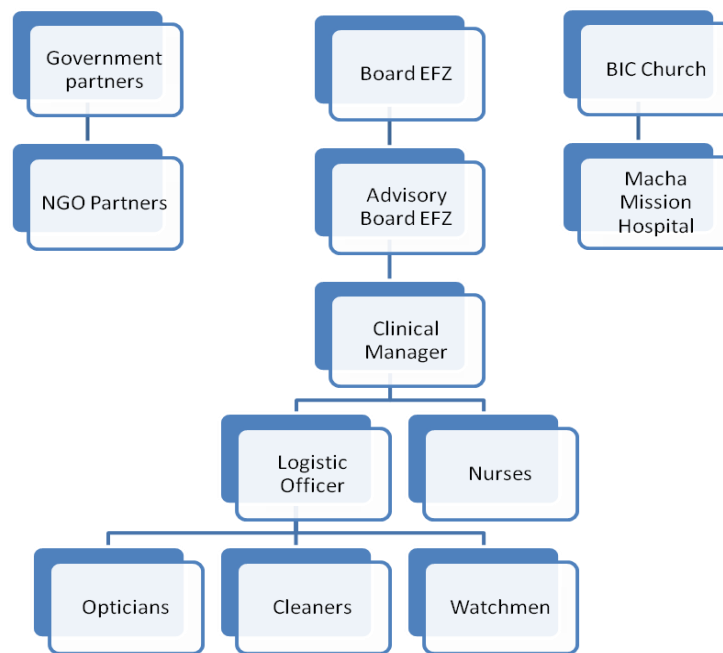 Government
partners
Board EFZ
BIC Church
NGO Partners
Advisory
Board EFZ
Macha
Mission
Hospital
Clinical
Manager
Logistic
Officer
Nurses
Opticians
Cleaners
Watchmen